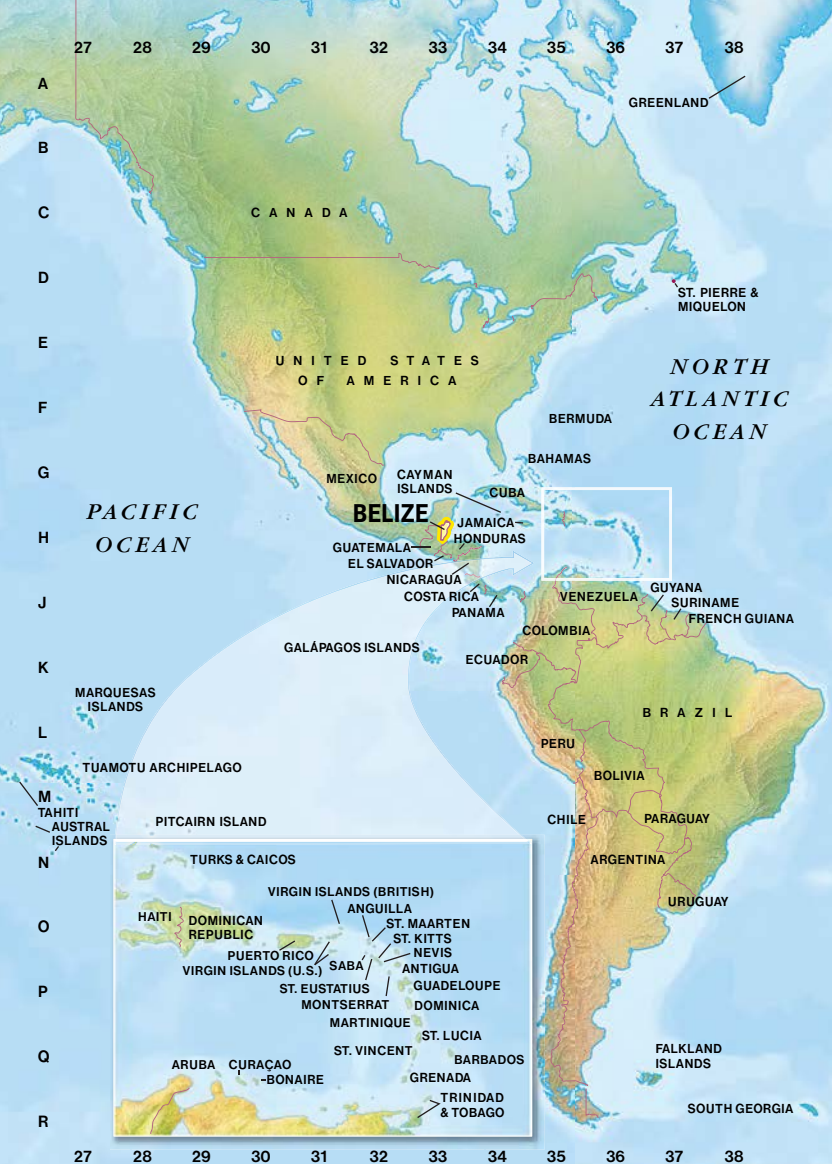 27 28 29 30 31 32 33 34 35 36 37 38
A
GREENLAND
B
C
CANADA
D
ST. PIERRE &
MIQUELON
E
UNITED STATES
OF AMERICA
NORTH
ATLANTIC
OCEAN
F
BERMUDA
BAHAMAS
G
MEXICO
CAYMAN
ISLANDS
CUBA
PACIFIC
OCEAN
BELIZE
JAMAICA
H
HONDURAS
GUATEMALA
EL SALVADOR
NICARAGUA
COSTA RICA
PANAMA
J
VENEZUELA
GUYANA
SURINAME
FRENCH GUIANA
COLOMBIA
GALÁPAGOS ISLANDS
ECUADOR
K
MARQUESAS
ISLANDS
BRAZIL
L
PERU
TUAMOTU ARCHIPELAGO
BOLIVIA
M
TAHITI
AUSTRAL
ISLANDS
PITCAIRN ISLAND
CHILE
PARAGUAY
N
TURKS & CAICOS
ARGENTINA
VIRGIN ISLANDS (BRITISH)
URUGUAY
ANGUILLA
HAITI
DOMINICAN
REPUBLIC
O
ST. MAARTEN
ST. KITTS
NEVIS
PUERTO RICO
VIRGIN ISLANDS (U.S.)
SABA
ANTIGUA
ST. EUSTATIUS
GUADELOUPE
P
MONTSERRAT
DOMINICA
MARTINIQUE
ST. LUCIA
ST. VINCENT
Q
BARBADOS
FALKLAND
ISLANDS
ARUBA
CURAÇAO
BONAIRE
GRENADA
TRINIDAD
& TOBAGO
SOUTH GEORGIA
R
27 28 29 30 31 32 33 34 35 36 37 38